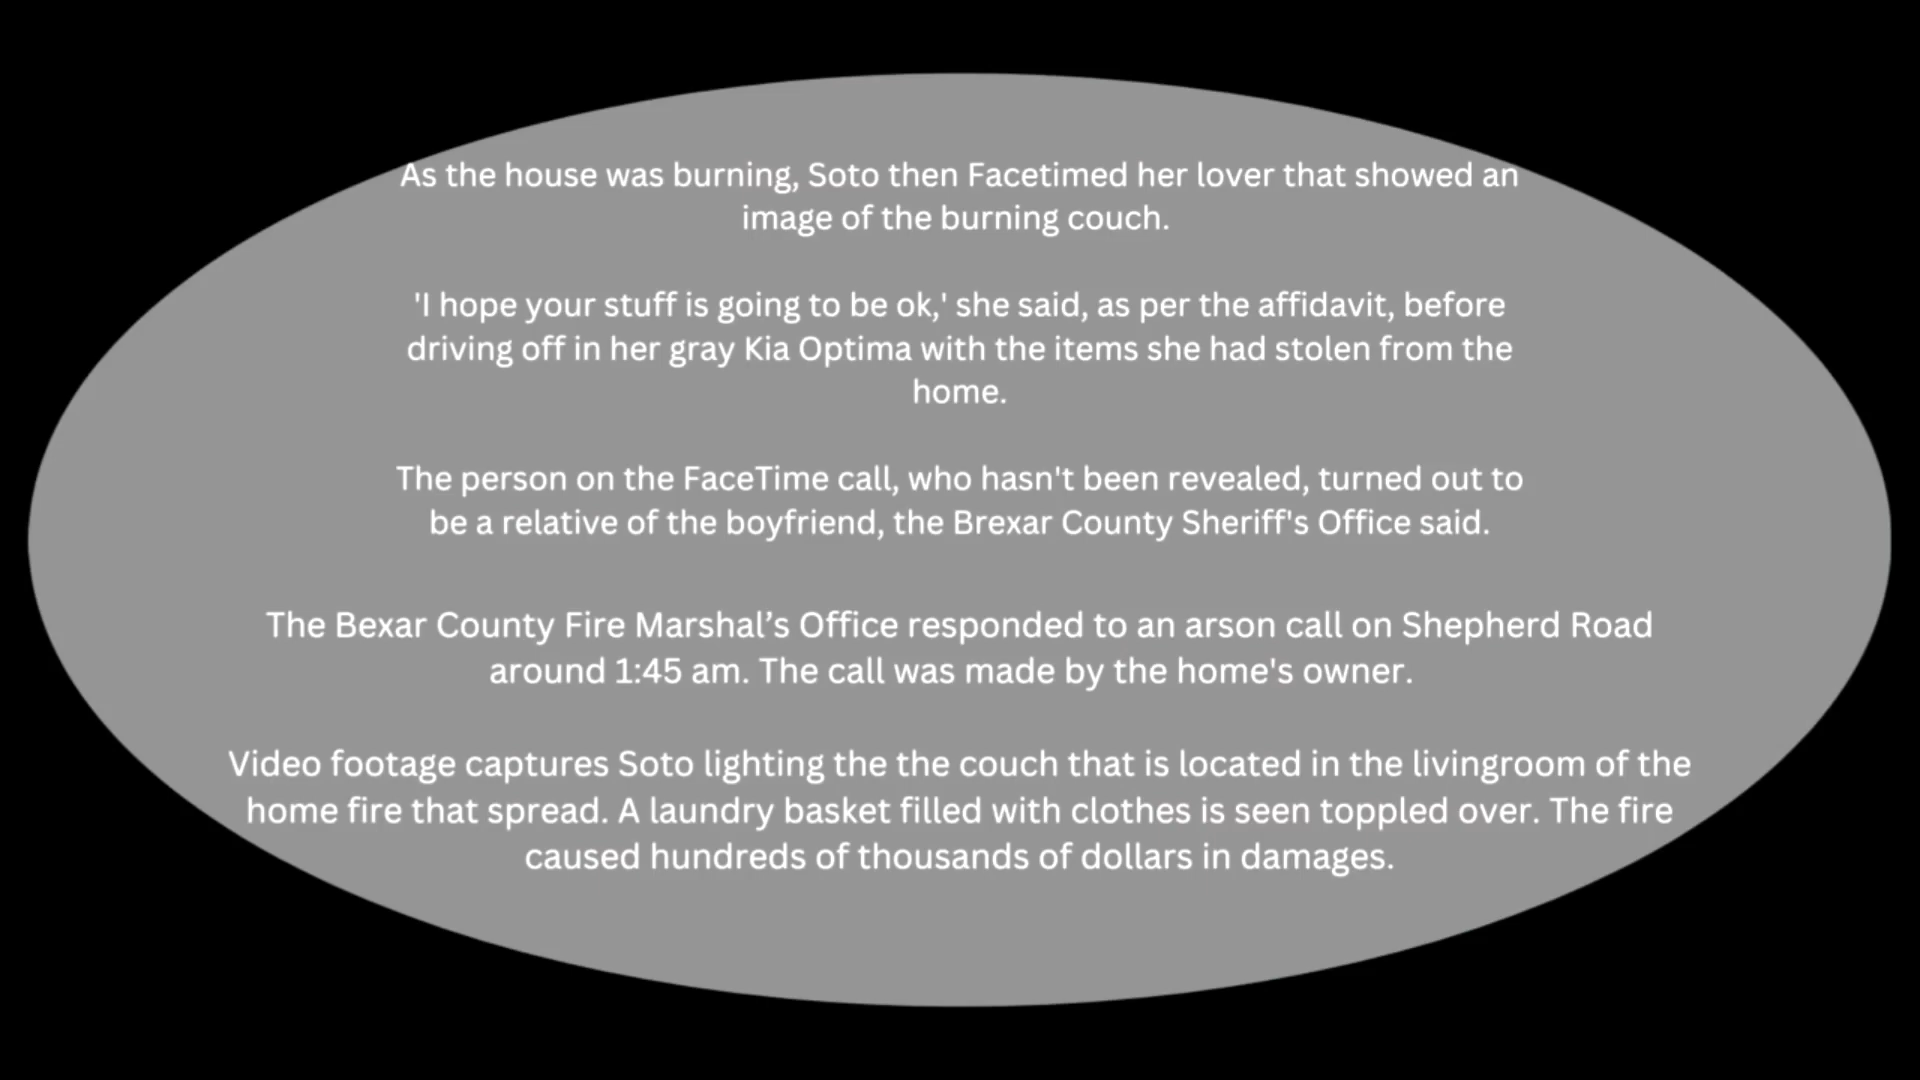 As the house was burning, Soto then Facetimed her lover that showed an
image of the burning couch.
'I hope your stuff is going to be ok,' she said, as per the affidavit, before
driving off in her gray Kia Optima with the items she had stolen from the
home.
The person on the FaceTime call, who hasn't been revealed, turned out to
be a relative of the boyfriend, the Brexar County Sheriff's Office said.
The Bexar County Fire Marshal’s Office responded to an arson call on Shepherd Road
around 1:45 am. The call was made by the home's owner.
Video footage captures Soto lighting the the couch that is located in the livingroom of the
home fire that spread. A laundry basket filled with clothes is seen toppled over. The fire
caused hundreds of thousands of dollars in damages.